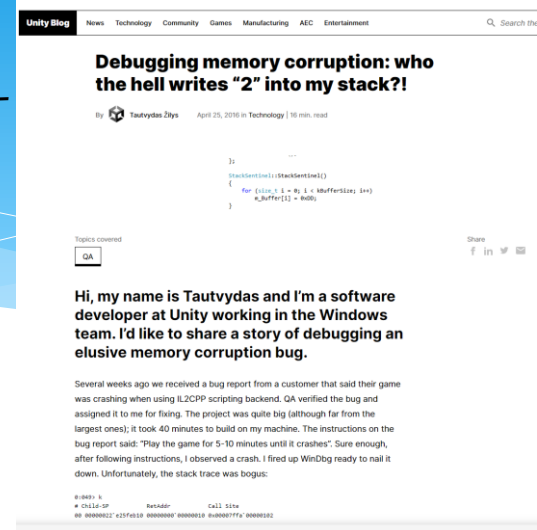 Unity Blog News Technology Community Games Manufacturing AEC Entertainment Search the
Debugging memory corruption: who
the hell writes “2” into my stack?!
By Tautvydas Žilys April 25, 2016 in Technology | 16 min. read
};
StackSentinel::StackSentinel()
{
for (size_t i = 0; i < kBufferSize; i++)
m_Buffer[i] = 0xDD;
}
Topics covered
Share
QA
f in
Hi, my name is Tautvydas and I’m a software
developer at Unity working in the Windows
team. I’d like to share a story of debugging an
elusive memory corruption bug.
Several weeks ago we received a bug report from a customer that said their game
was crashing when using IL2CPP scripting backend. QA verified the bug and
assigned it to me for fixing. The project was quite big (although far from the
largest ones); it took 40 minutes to build on my machine. The instructions on the
bug report said: “Play the game for 5-10 minutes until it crashes”. Sure enough,
after following instructions, I observed a crash. I fired up WinDbg ready to nail it
down. Unfortunately, the stack trace was bogus:
0:049> k
# Child-SP RetAddr Call Site
00 00000022`e25feb10 00000000`00000010 0x00007ffa`00000102